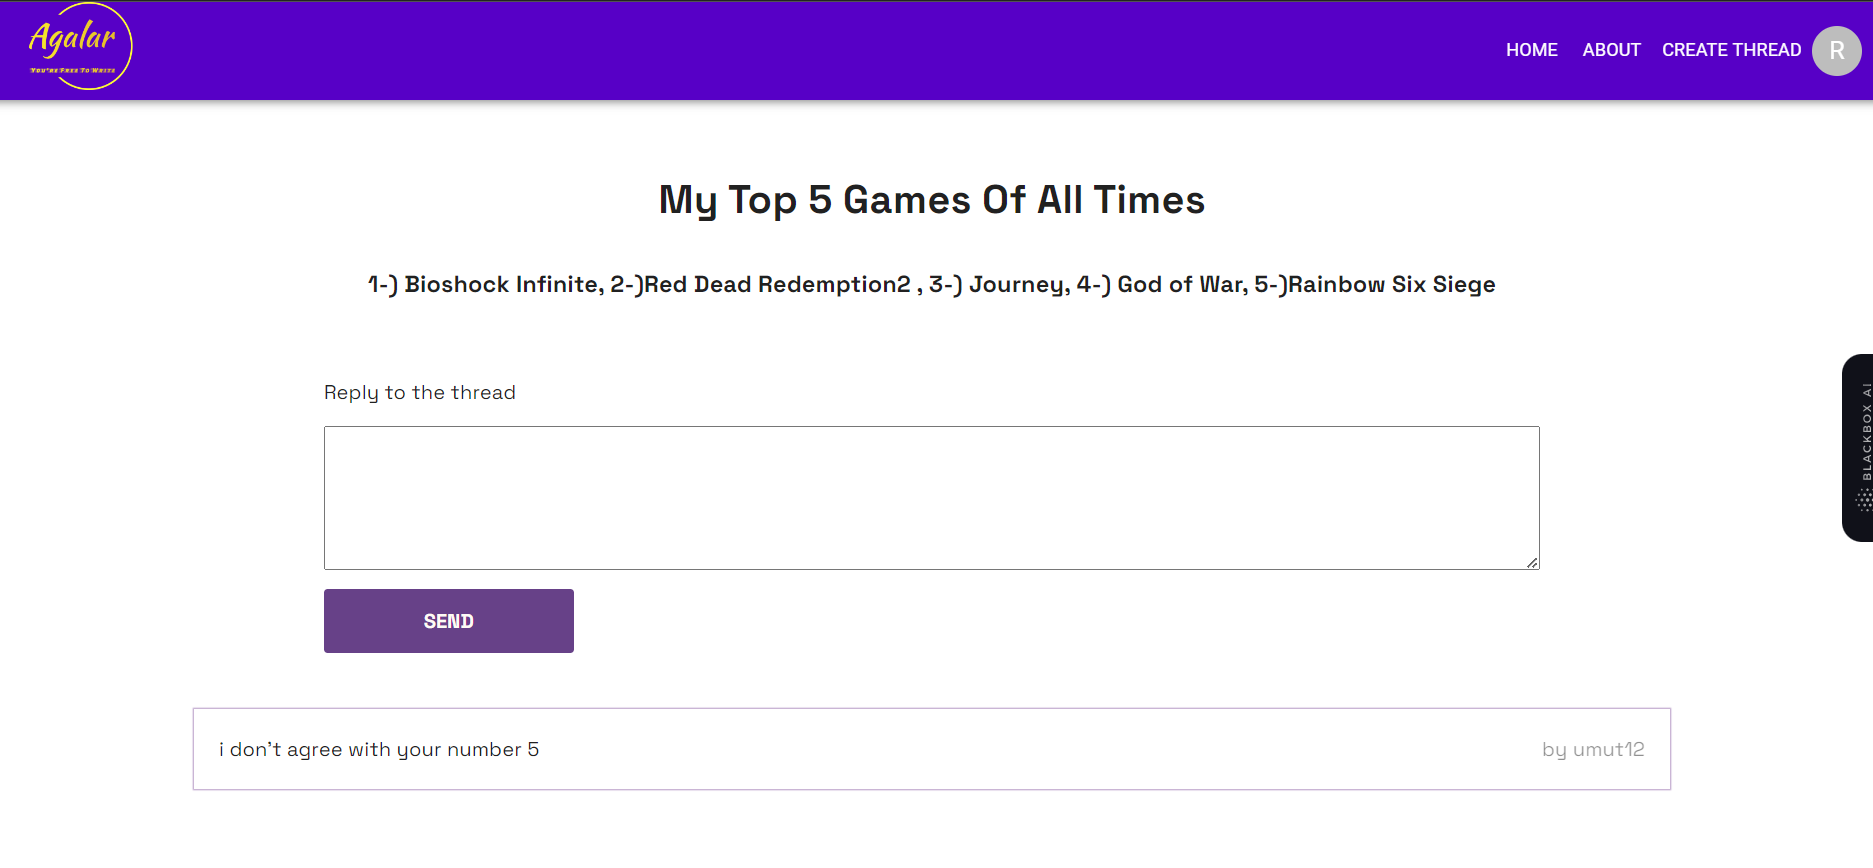 Agalar
You're Free To Write
HOME ABOUT CREATE THREAD R
My Top 5 Games Of All Times
1-) Bioshock Infinite, 2-)Red Dead Redemption2 , 3-) Journey, 4-) God of War, 5-)Rainbow Six Siege
Reply to the thread
BLACKBOX AI
SEND
i don't agree with your number 5 by umut12